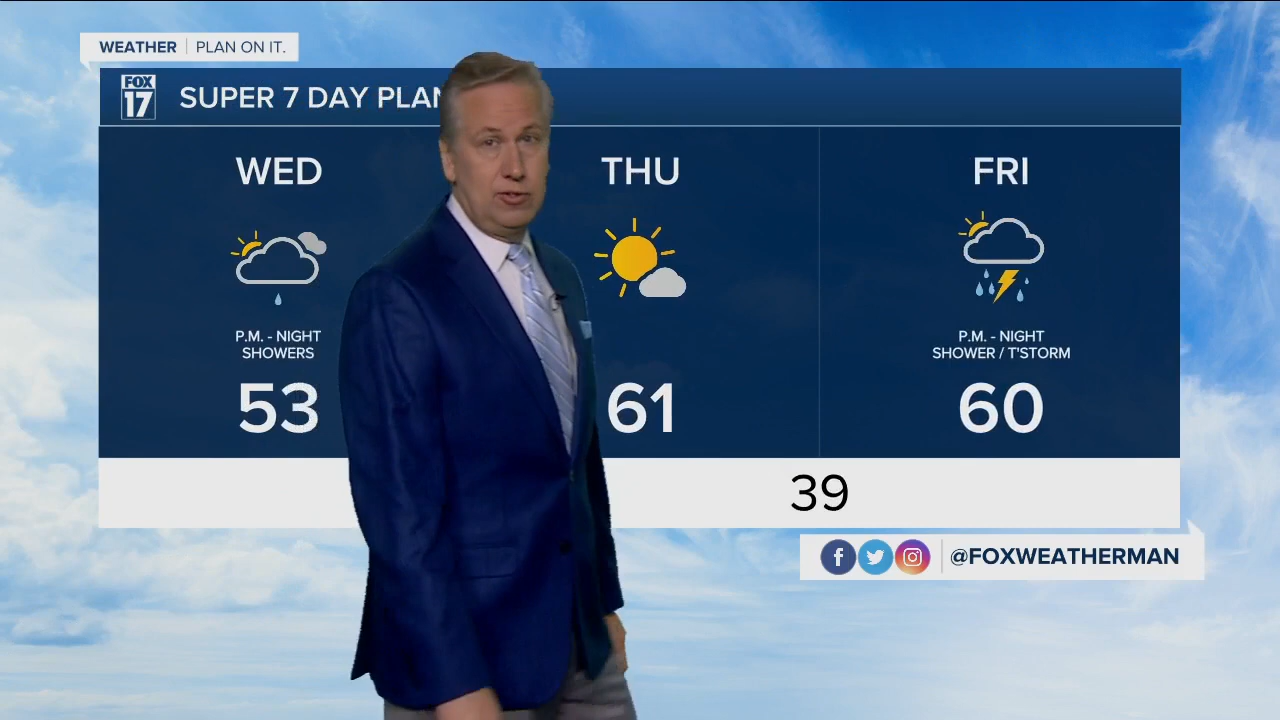 WEATHER | PLAN ON IT.
FOX
17
SUPER 7 DAY PLAN
WED
THU
FRI
P.M. - NIGHT
SHOWERS
P.M. - NIGHT
SHOWER / T'STORM
53
61
60
39
@FOXWEATHERMAN